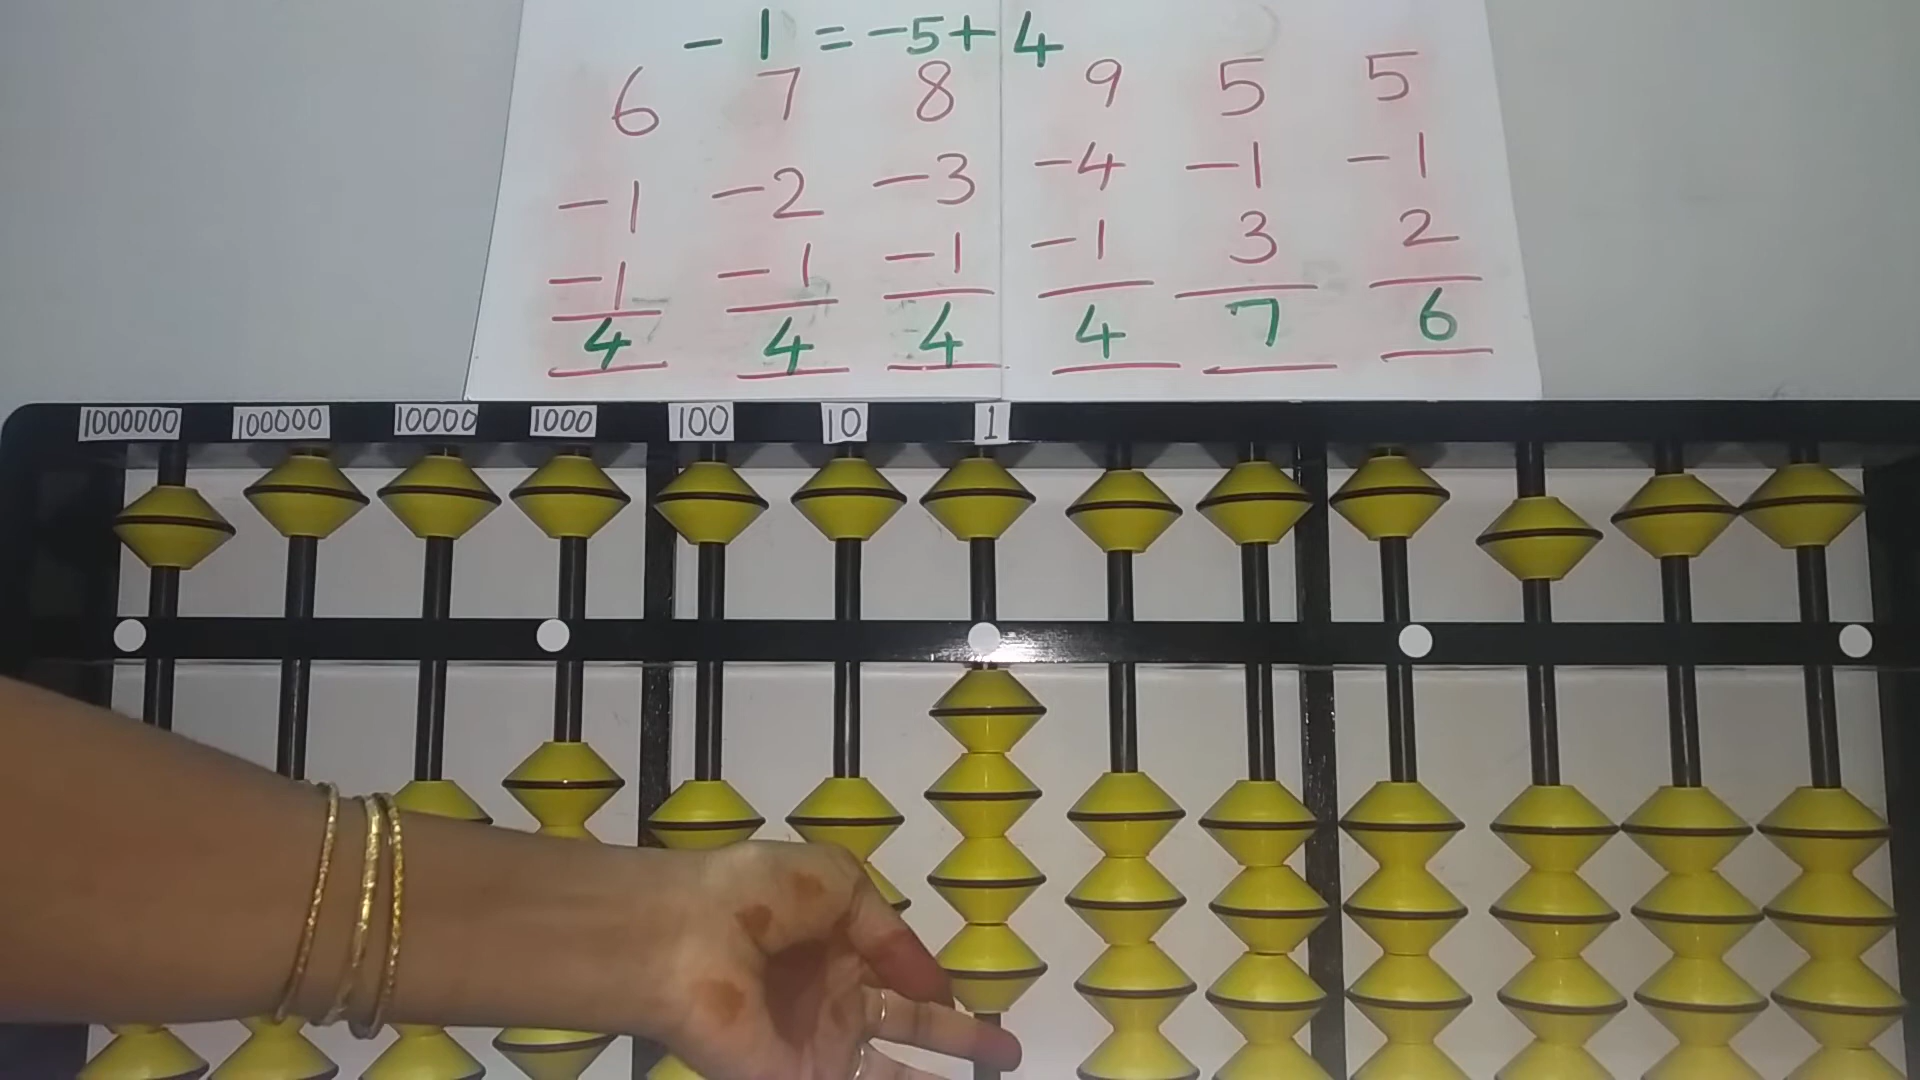 -1 = -5+4
6 7 8 9 5 5
-1 -2 -3 -4 -1 -1
-1 -1 -1 -1 3 2
4 4 4 4 7 6
1000000 100000 10000 1000 100 10 1